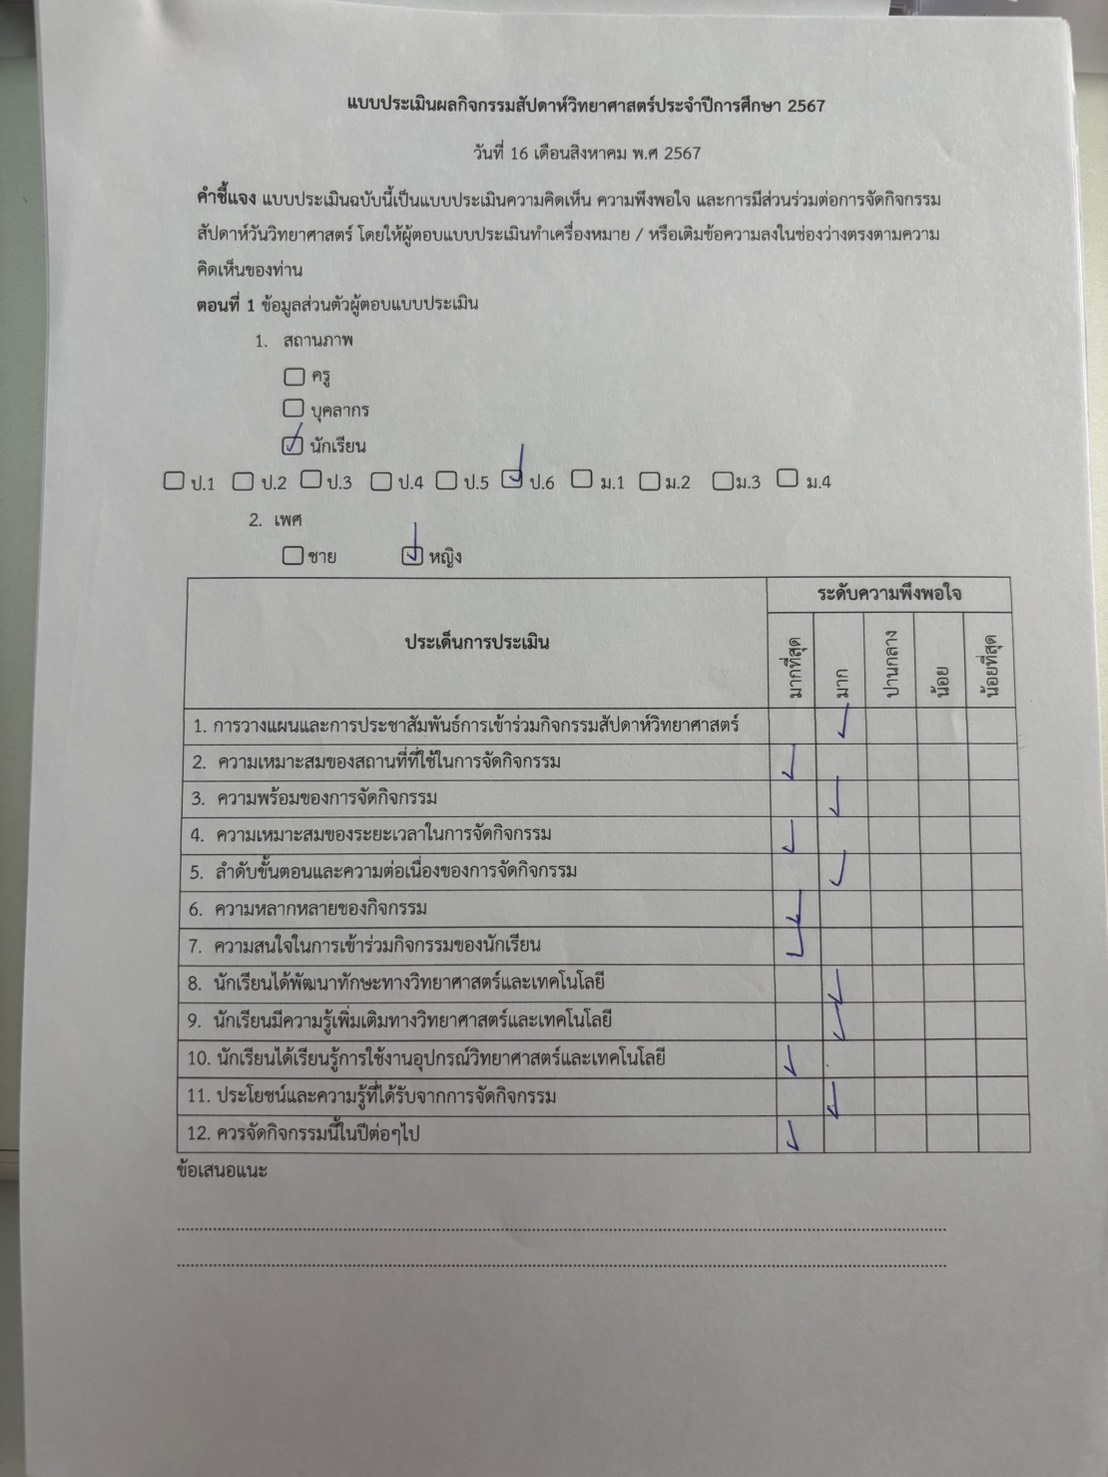 แบบประเมินผลกิจกรรมสัปดาห์วิทยาศาสตร์ประจำปีการศึกษา 2567
วันที่ 16 เดือนสิงหาคม พ.ศ 2567
คำชี้แจง แบบประเมินฉบับนี้เป็นแบบประเมินความคิดเห็น ความพึงพอใจ และการมีส่วนร่วมต่อการจัดกิจกรรม
สัปดาห์วันวิทยาศาสตร์ โดยให้ผู้ตอบแบบประเมินทำเครื่องหมาย / หรือเติมข้อความลงในช่องว่างตรงตามความ
คิดเห็นของท่าน
ตอนที่ 1 ข้อมูลส่วนตัวผู้ตอบแบบประเมิน
1. สถานภาพ
ครู
บุคลากร
นักเรียน
ป.1 ป.2 ป.3 ป.4 ป.5 ป.6 ม.1 ม.2 ม.3 ม.4
2. เพศ
ชาย หญิง
ประเด็นการประเมิน
ระดับความพึงพอใจ
มากที่สุด มาก ปานกลาง น้อย น้อยที่สุด
1. การวางแผนและการประชาสัมพันธ์การเข้าร่วมกิจกรรมสัปดาห์วิทยาศาสตร์
2. ความเหมาะสมของสถานที่ที่ใช้ในการจัดกิจกรรม
3. ความพร้อมของการจัดกิจกรรม
4. ความเหมาะสมของระยะเวลาในการจัดกิจกรรม
5. ลำดับขั้นตอนและความต่อเนื่องของการจัดกิจกรรม
6. ความหลากหลายของกิจกรรม
7. ความสนใจในการเข้าร่วมกิจกรรมของนักเรียน
8. นักเรียนได้พัฒนาทักษะทางวิทยาศาสตร์และเทคโนโลยี
9. นักเรียนมีความรู้เพิ่มเติมทางวิทยาศาสตร์และเทคโนโลยี
10. นักเรียนได้เรียนรู้การใช้งานอุปกรณ์วิทยาศาสตร์และเทคโนโลยี
11. ประโยชน์และความรู้ที่ได้รับจากการจัดกิจกรรม
12. ควรจัดกิจกรรมนี้ในปีต่อๆไป
ข้อเสนอแนะ